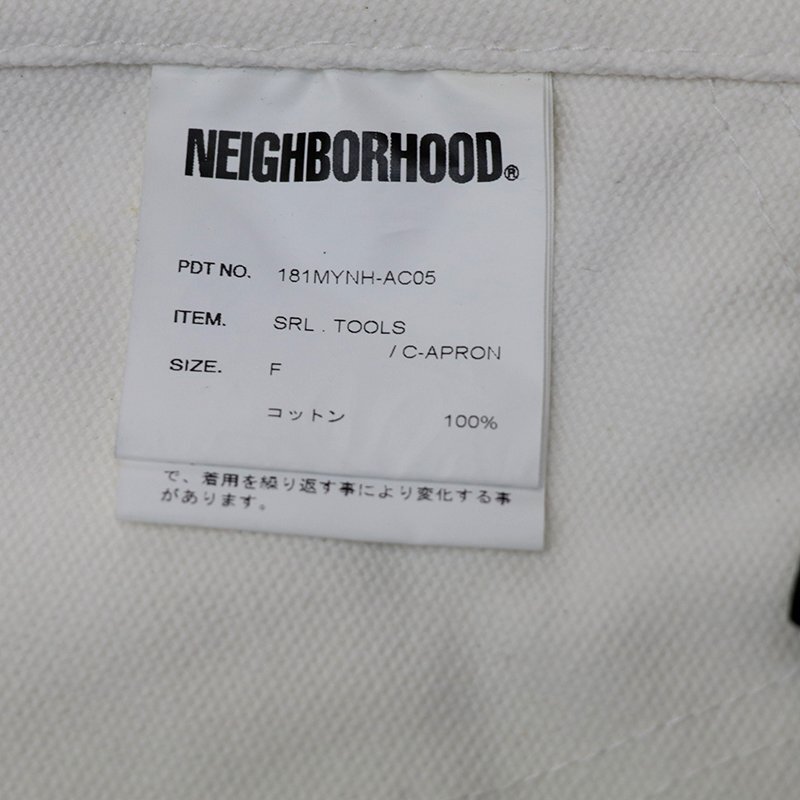 NEIGHBORHOOD®
PDT NO. 181MYNH-AC05
ITEM. SRL . TOOLS
/ C-APRON
SIZE. F
コットン 100%
で、着用を繰り返す事により変化する事
があります。